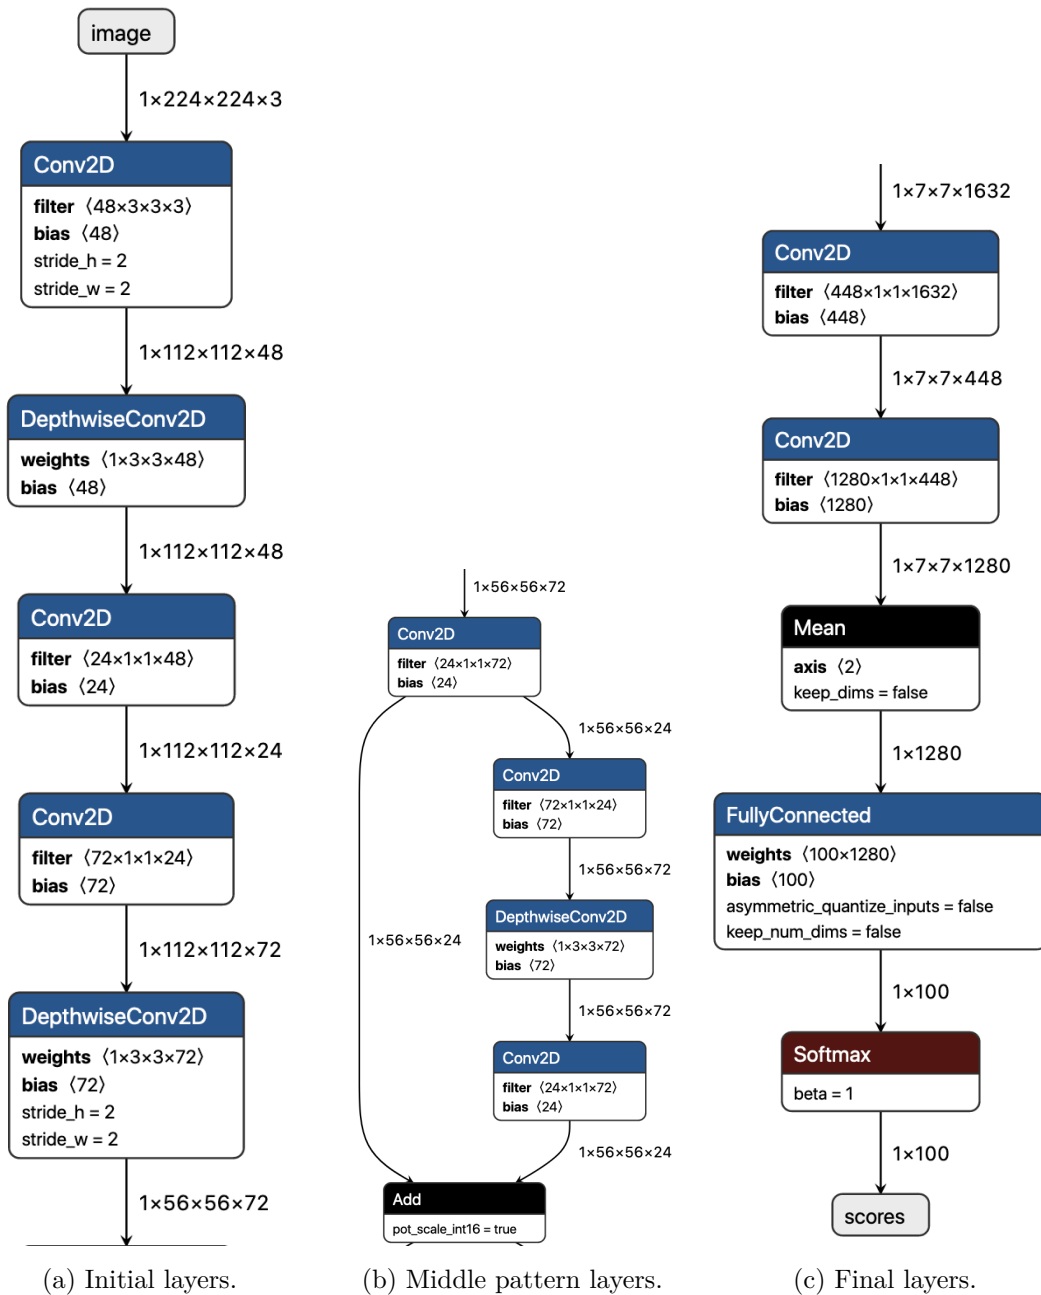 image
1×224×224×3
Conv2D
filter ⟨48×3×3×3⟩
bias ⟨48⟩
stride_h = 2
stride_w = 2
1×112×112×48
DepthwiseConv2D
weights ⟨1×3×3×48⟩
bias ⟨48⟩
1×112×112×48
Conv2D
filter ⟨24×1×1×48⟩
bias ⟨24⟩
1×112×112×24
Conv2D
filter ⟨72×1×1×24⟩
bias ⟨72⟩
1×112×112×72
DepthwiseConv2D
weights ⟨1×3×3×72⟩
bias ⟨72⟩
stride_h = 2
stride_w = 2
1×56×56×72
(a) Initial layers.
1×56×56×72
Conv2D
filter ⟨24×1×1×72⟩
bias ⟨24⟩
1×56×56×24
Conv2D
filter ⟨72×1×1×24⟩
bias ⟨72⟩
1×56×56×72
DepthwiseConv2D
weights ⟨1×3×3×72⟩
bias ⟨72⟩
1×56×56×24
1×56×56×72
Conv2D
filter ⟨24×1×1×72⟩
bias ⟨24⟩
1×56×56×24
Add
pot_scale_int16 = true
(b) Middle pattern layers.
1×7×7×1632
Conv2D
filter ⟨448×1×1×1632⟩
bias ⟨448⟩
1×7×7×448
Conv2D
filter ⟨1280×1×1×448⟩
bias ⟨1280⟩
1×7×7×1280
Mean
axis ⟨2⟩
keep_dims = false
1×1280
FullyConnected
weights ⟨100×1280⟩
bias ⟨100⟩
asymmetric_quantize_inputs = false
keep_num_dims = false
1×100
Softmax
beta = 1
1×100
scores
(c) Final layers.